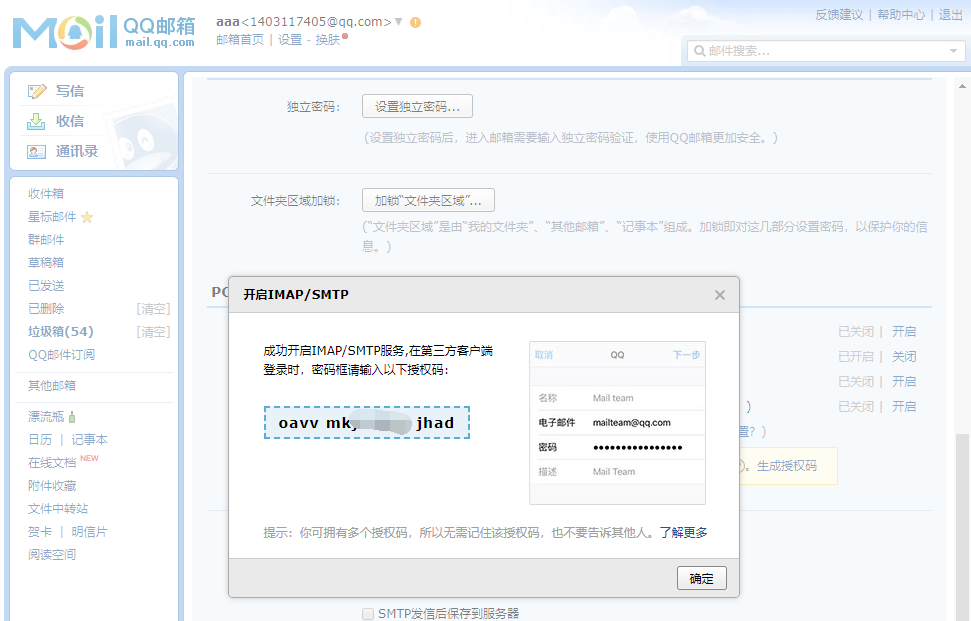 Mail QQ邮箱
mail.qq.com
aaa<1403117405@qq.com>
邮箱首页 | 设置 - 换肤
反馈建议 | 帮助中心 | 退出
邮件搜索...
写信
收信
通讯录
收件箱
星标邮件
群邮件
草稿箱
已发送
已删除 [清空]
垃圾箱(54) [清空]
QQ邮件订阅
其他邮箱
漂流瓶
日历 | 记事本
在线文档 NEW
附件收藏
文件中转站
贺卡 | 明信片
阅读空间
独立密码: 设置独立密码...
(设置独立密码后，进入邮箱需要输入独立密码验证，使用QQ邮箱更加安全。)
文件夹区域加锁: 加锁“文件夹区域”...
(“文件夹区域”是由“我的文件夹”、“其他邮箱”、“记事本”组成。加锁即对这几部分设置密码，以保护你的信
息。)
已关闭 | 开启
已开启 | 关闭
已关闭 | 开启
) 已关闭 | 开启
置? )
。生成授权码
开启IMAP/SMTP
成功开启IMAP/SMTP服务,在第三方客户端
登录时，密码框请输入以下授权码:
oavv jhad
取消 QQ 下一步
名称 Mail team
电子邮件 mailteam@qq.com
密码 ●●●●●●●●●●●●●●●
描述 Mail Team
提示: 你可拥有多个授权码，所以无需记住该授权码，也不要告诉其他人。了解更多
确定
SMTP发信后保存到服务器